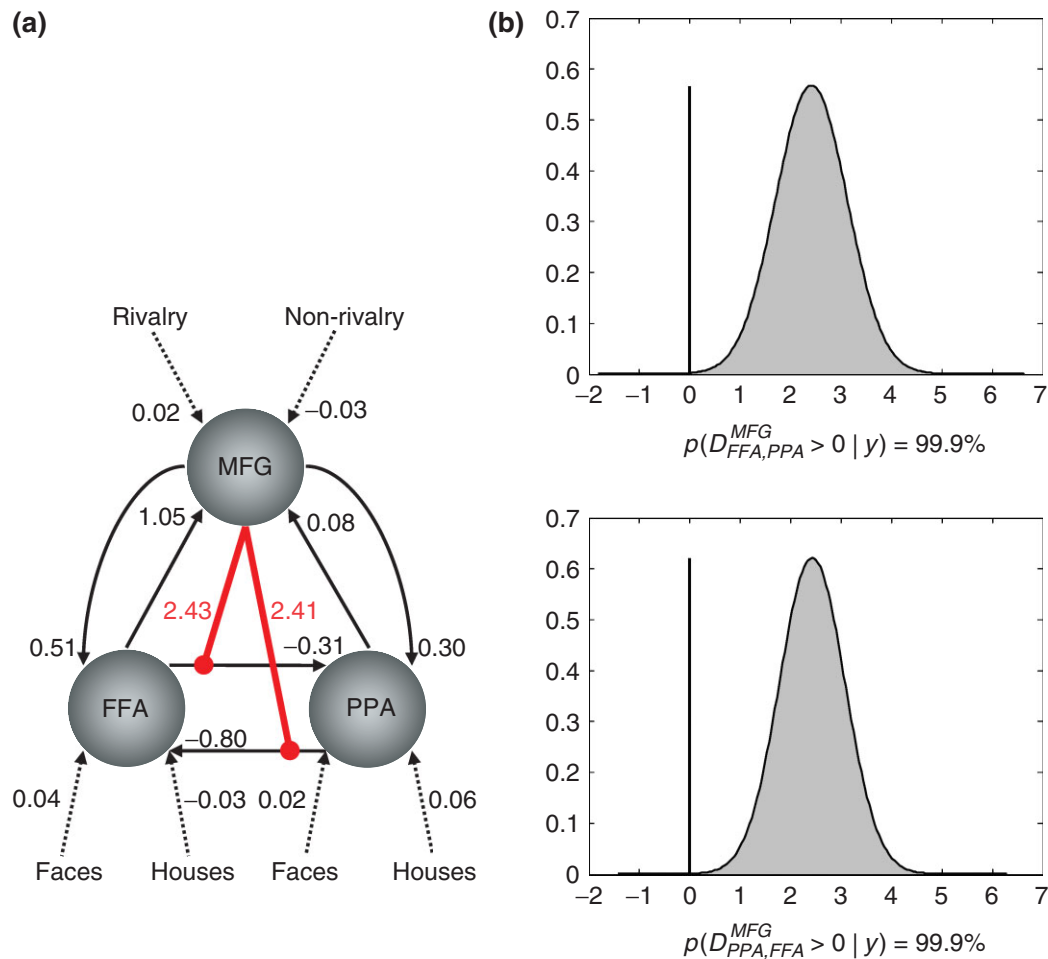 (a)
Rivalry Non-rivalry
0.02 –0.03
MFG
1.05 0.08
2.43 2.41
0.51 –0.31 0.30
FFA PPA
–0.80
0.04 –0.03 0.02 0.06
Faces Houses Faces Houses
(b)
0.7
0.6
0.5
0.4
0.3
0.2
0.1
0
–2 –1 0 1 2 3 4 5 6 7
p(D^{MFG}_{FFA,PPA} > 0 | y) = 99.9%
0.7
0.6
0.5
0.4
0.3
0.2
0.1
0
–2 –1 0 1 2 3 4 5 6 7
p(D^{MFG}_{PPA,FFA} > 0 | y) = 99.9%